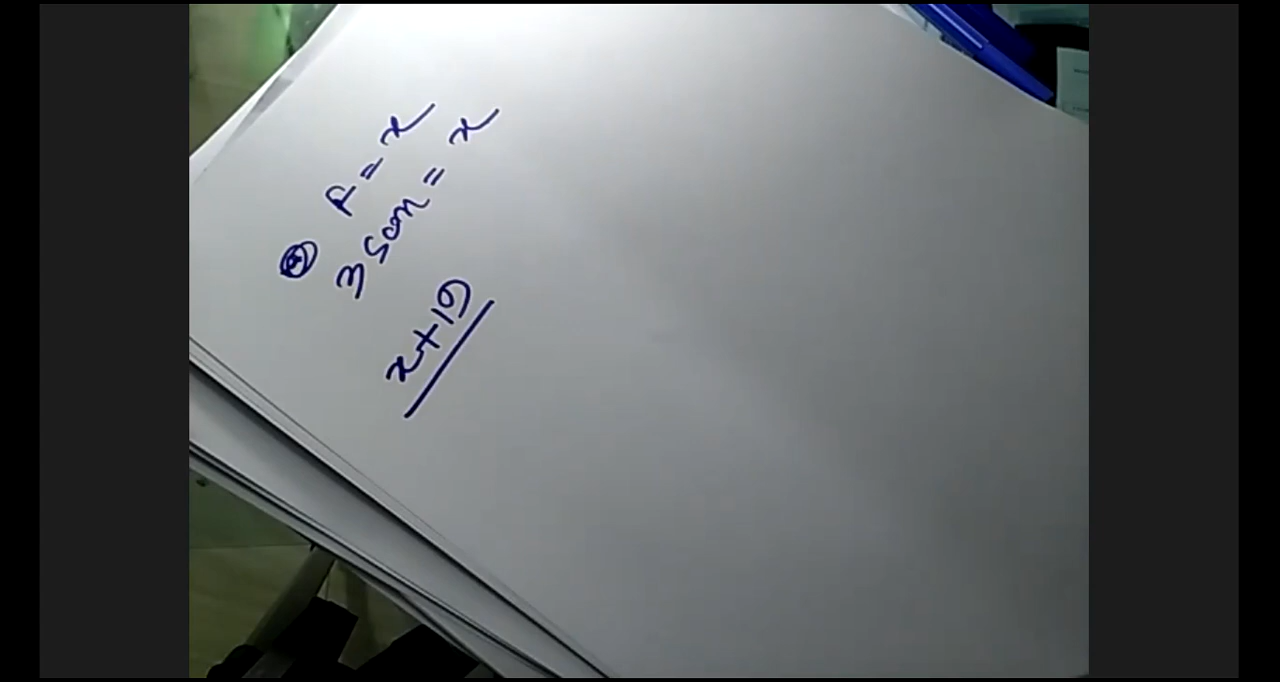 F = x
3 son = x
x+19